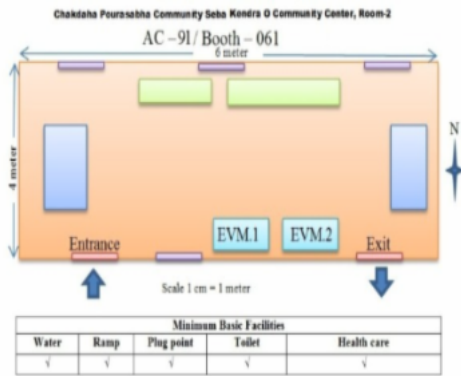 Chakdaha Pourasabha Community Seba Kendra O Community Center, Room-2
AC –91/ Booth – 061
6 meter
4 meter
N
EVM.1 EVM.2
Entrance Exit
Scale 1 cm = 1 meter
Minimum Basic Facilities
Water Ramp Plug point Toilet Health care
√ √ √ √ √